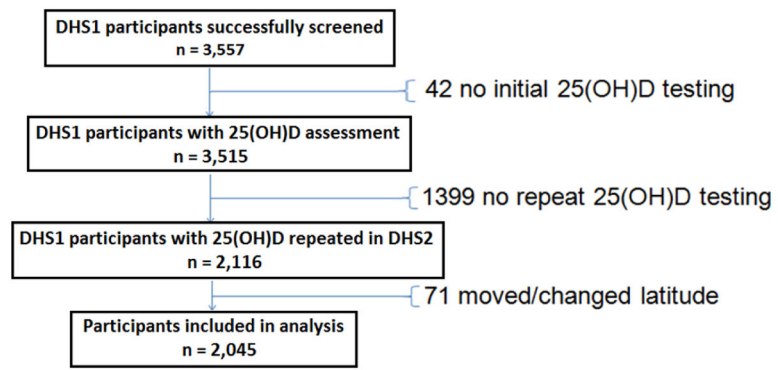 DHS1 participants successfully screened
n = 3,557
42 no initial 25(OH)D testing
DHS1 participants with 25(OH)D assessment
n = 3,515
1399 no repeat 25(OH)D testing
DHS1 participants with 25(OH)D repeated in DHS2
n = 2,116
71 moved/changed latitude
Participants included in analysis
n = 2,045